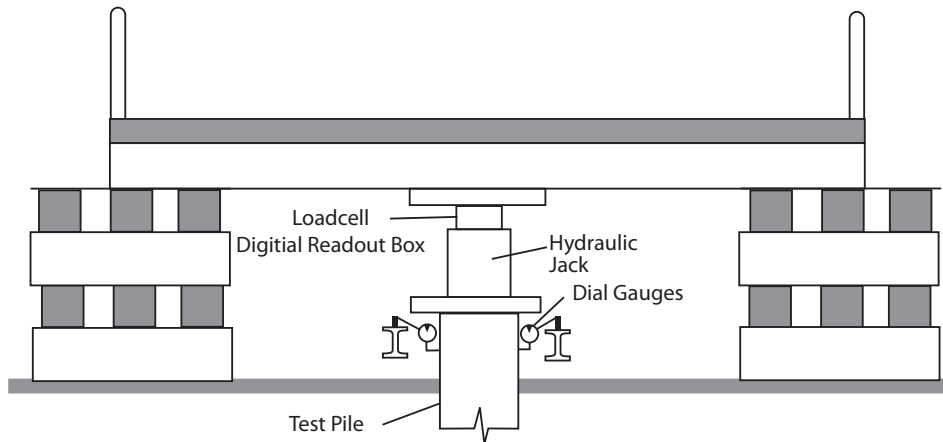 Loadcell
Digitial Readout Box
Hydraulic
Jack
Dial Gauges
Test Pile